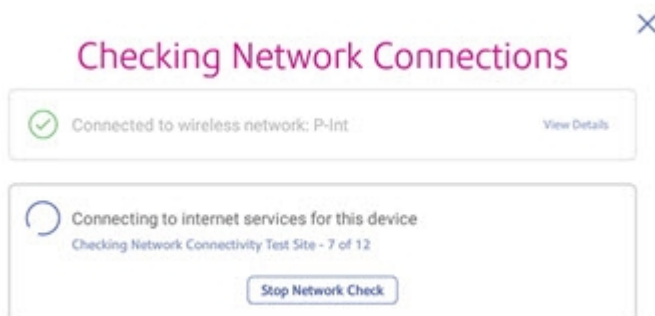 Checking Network Connections
Connected to wireless network: P-Int
View Details
Connecting to internet services for this device
Checking Network Connectivity Test Site - 7 of 12
Stop Network Check